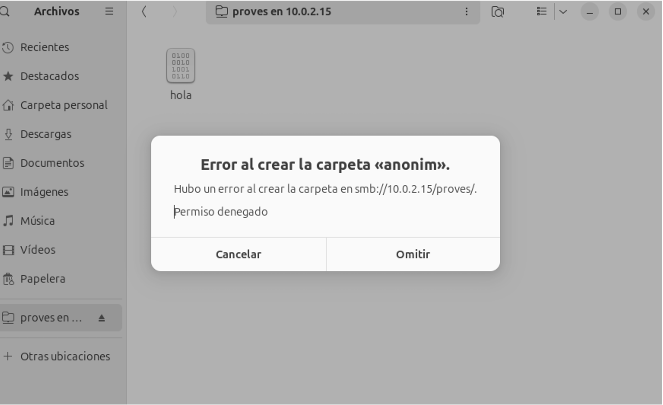 Archivos
proves en 10.0.2.15
Recientes
Destacados
Carpeta personal
Descargas
Documentos
Imágenes
Música
Vídeos
Papelera
proves en ...
Otras ubicaciones
0100
0010
1001
0110
hola
Error al crear la carpeta «anonim».
Hubo un error al crear la carpeta en smb://10.0.2.15/proves/.
Permiso denegado
Cancelar
Omitir